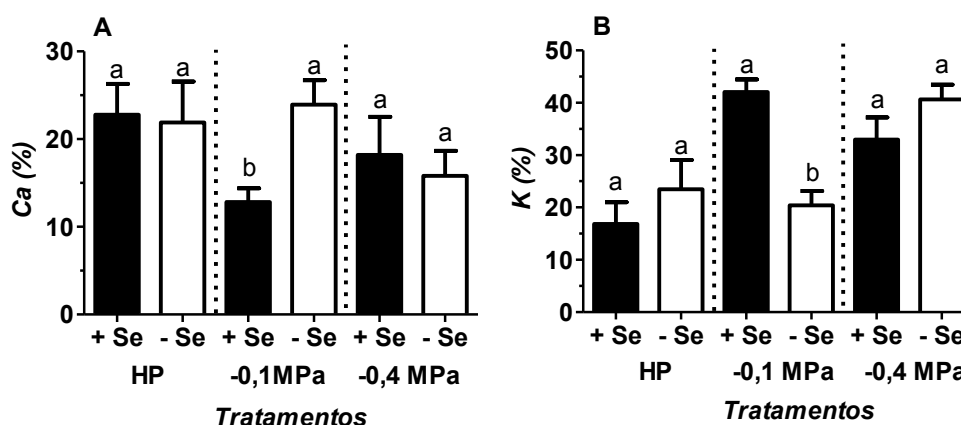 A
Ca (%)
30
20
10
0
a
a
b
a
a
a
+ Se
- Se
+ Se
- Se
+ Se
- Se
HP
-0,1MPa
-0,4 MPa
Tratamentos
B
K (%)
50
40
30
20
10
0
a
a
a
b
a
a
+ Se
- Se
+ Se
- Se
+ Se
- Se
HP
-0,1 MPa
-0,4 MPa
Tratamentos